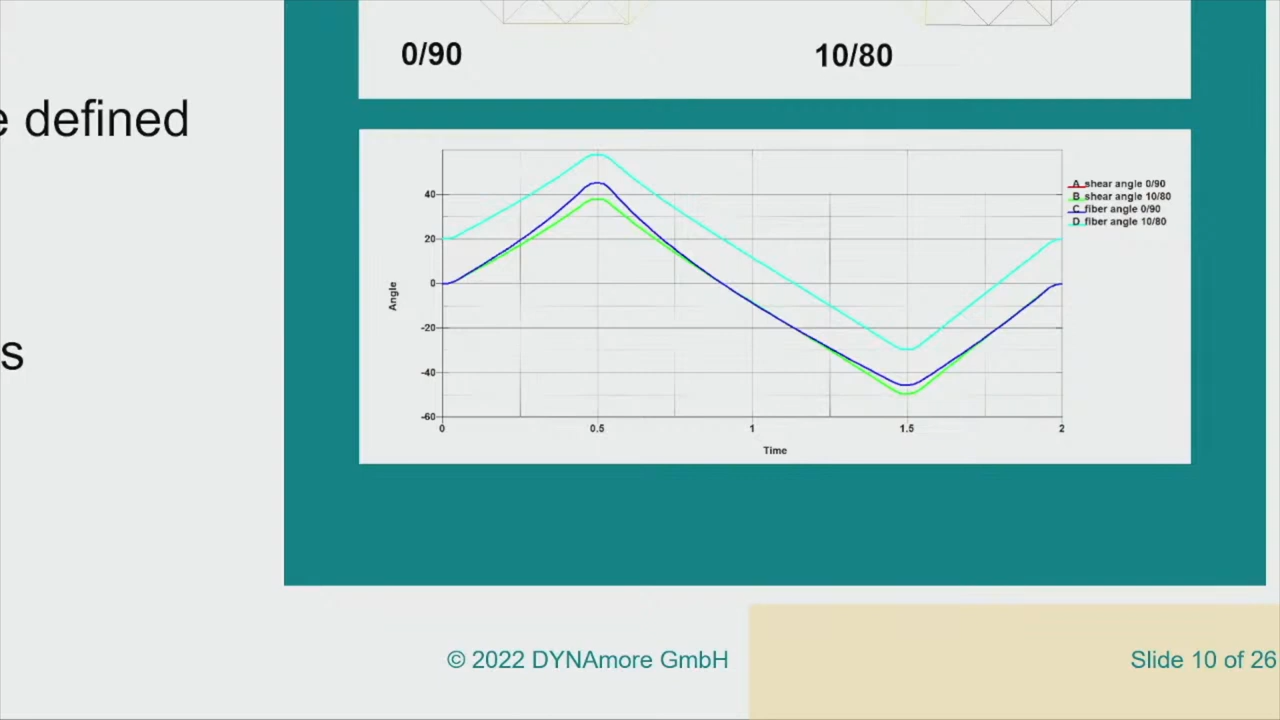 0/90
10/80
e defined
A shear angle 0/90
B shear angle 10/80
C fiber angle 0/90
D fiber angle 10/80
40
20
0
-20
-40
-60
Angle
0
0.5
1
1.5
2
Time
s
© 2022 DYNAmore GmbH
Slide 10 of 26